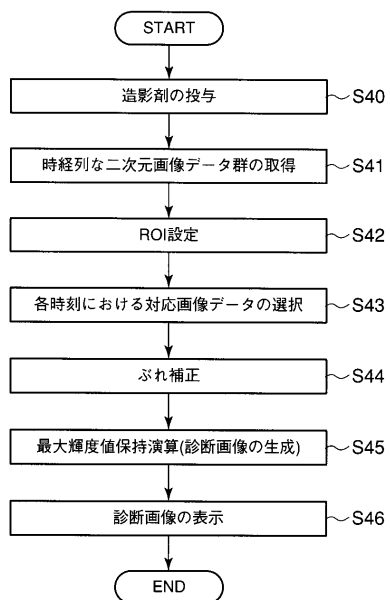 START
造影剤の投与 S40
時経列な二次元画像データ群の取得 S41
ROI設定 S42
各時刻における対応画像データの選択 S43
ぶれ補正 S44
最大輝度値保持演算(診断画像の生成) S45
診断画像の表示 S46
END